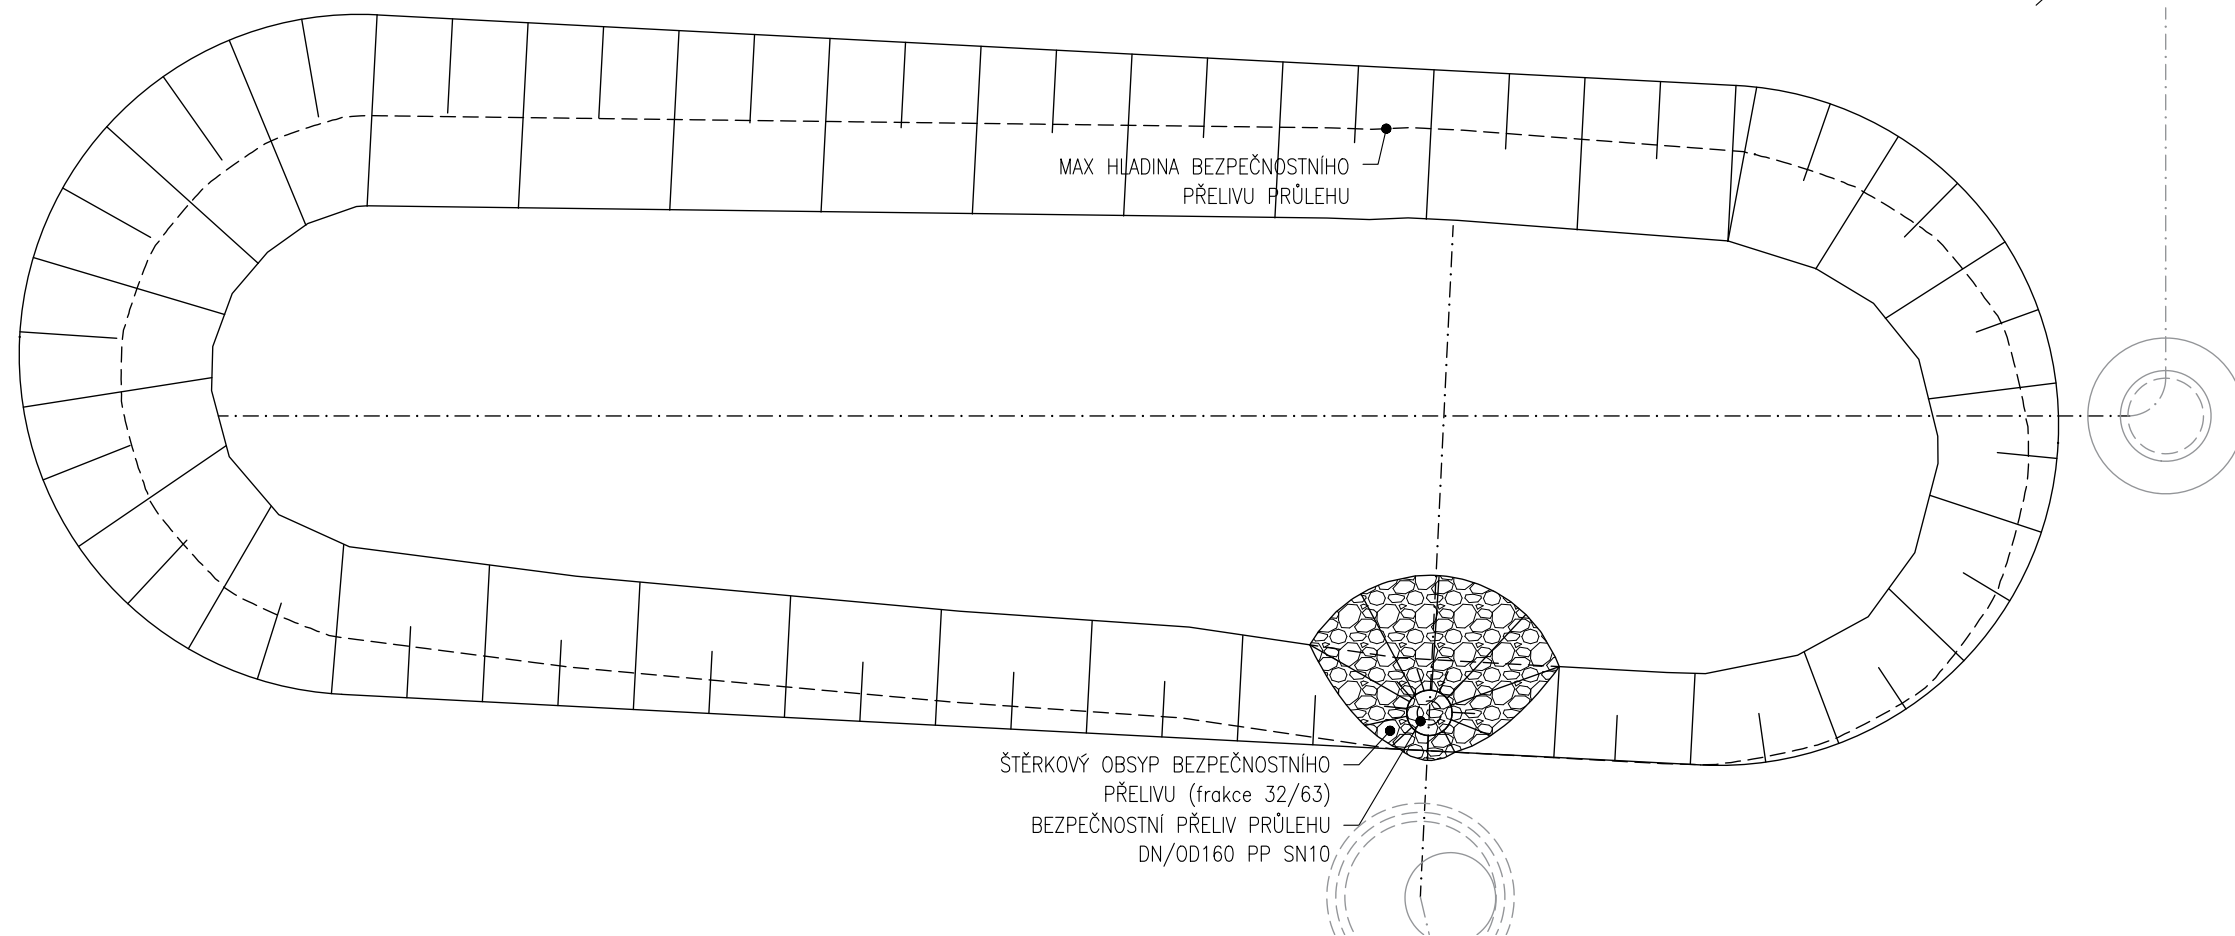 MAX HLADINA BEZPEČNOSTNÍHO
PŘELIVU PRŮLEHU
ŠTĚRKOVÝ OBSYP BEZPEČNOSTNÍHO
PŘELIVU (frakce 32/63)
BEZPEČNOSTNÍ PŘELIV PRŮLEHU
DN/OD160 PP SN10